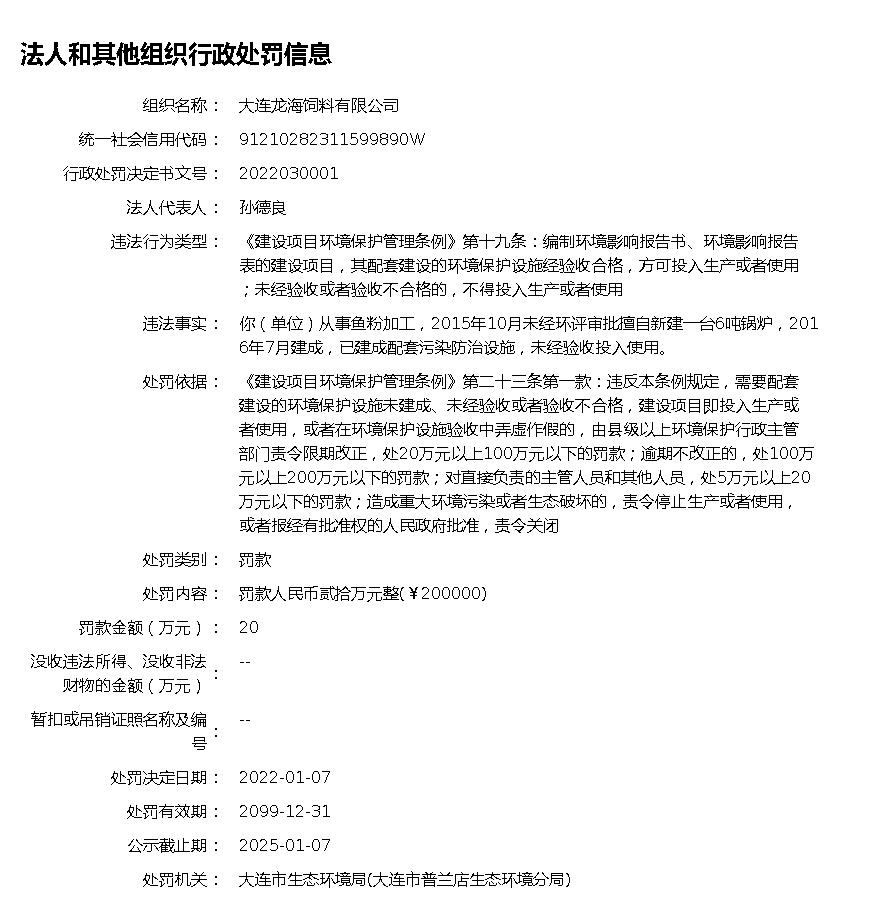 法人和其他组织行政处罚信息
组织名称： 大连龙海饲料有限公司
统一社会信用代码： 91210282311599890W
行政处罚决定书文号： 2022030001
法人代表人： 孙德良
违法行为类型： 《建设项目环境保护管理条例》第十九条：编制环境影响报告书、环境影响报告
表的建设项目，其配套建设的环境保护设施经验收合格，方可投入生产或者使用
；未经验收或者验收不合格的，不得投入生产或者使用
违法事实： 你（单位）从事鱼粉加工，2015年10月未经环评审批擅自新建一台6吨锅炉，201
6年7月建成，已建成配套污染防治设施，未经验收投入使用。
处罚依据： 《建设项目环境保护管理条例》第二十三条第一款：违反本条例规定，需要配套
建设的环境保护设施未建成、未经验收或者验收不合格，建设项目即投入生产或
者使用，或者在环境保护设施验收中弄虚作假的，由县级以上环境保护行政主管
部门责令限期改正，处20万元以上100万元以下的罚款；逾期不改正的，处100万
元以上200万元以下的罚款；对直接负责的主管人员和其他人员，处5万元以上20
万元以下的罚款；造成重大环境污染或者生态破坏的，责令停止生产或者使用，
或者报经有批准权的人民政府批准，责令关闭
处罚类别： 罚款
处罚内容： 罚款人民币贰拾万元整(￥200000)
罚款金额（万元）： 20
没收违法所得、没收非法
财物的金额（万元）： --
暂扣或吊销证照名称及编
号： --
处罚决定日期： 2022-01-07
处罚有效期： 2099-12-31
公示截止期： 2025-01-07
处罚机关： 大连市生态环境局(大连市普兰店生态环境分局)